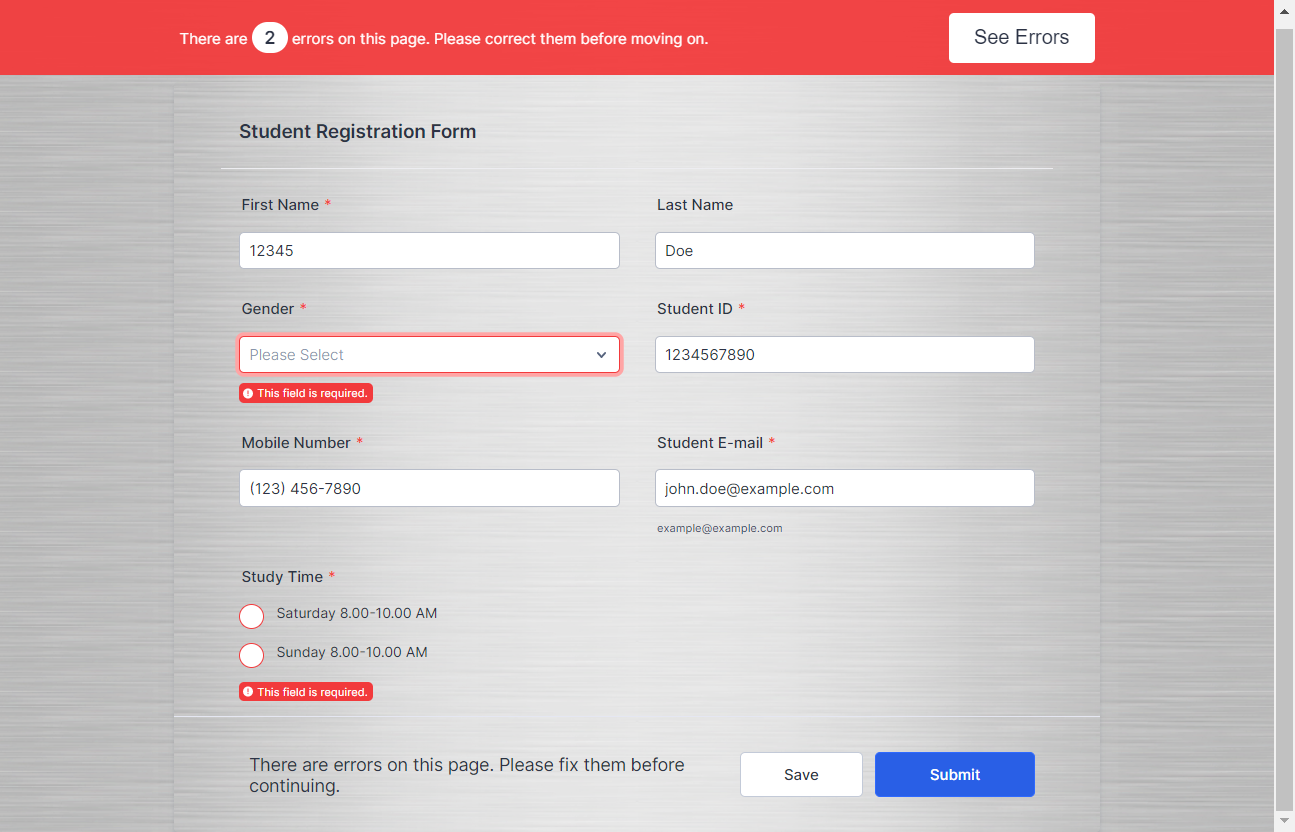 There are 2 errors on this page. Please correct them before moving on.
See Errors
Student Registration Form
First Name *
Last Name
12345
Doe
Gender *
Student ID *
Please Select
1234567890
This field is required.
Mobile Number *
Student E-mail *
(123) 456-7890
john.doe@example.com
example@example.com
Study Time *
Saturday 8.00-10.00 AM
Sunday 8.00-10.00 AM
This field is required.
There are errors on this page. Please fix them before
continuing.
Save
Submit